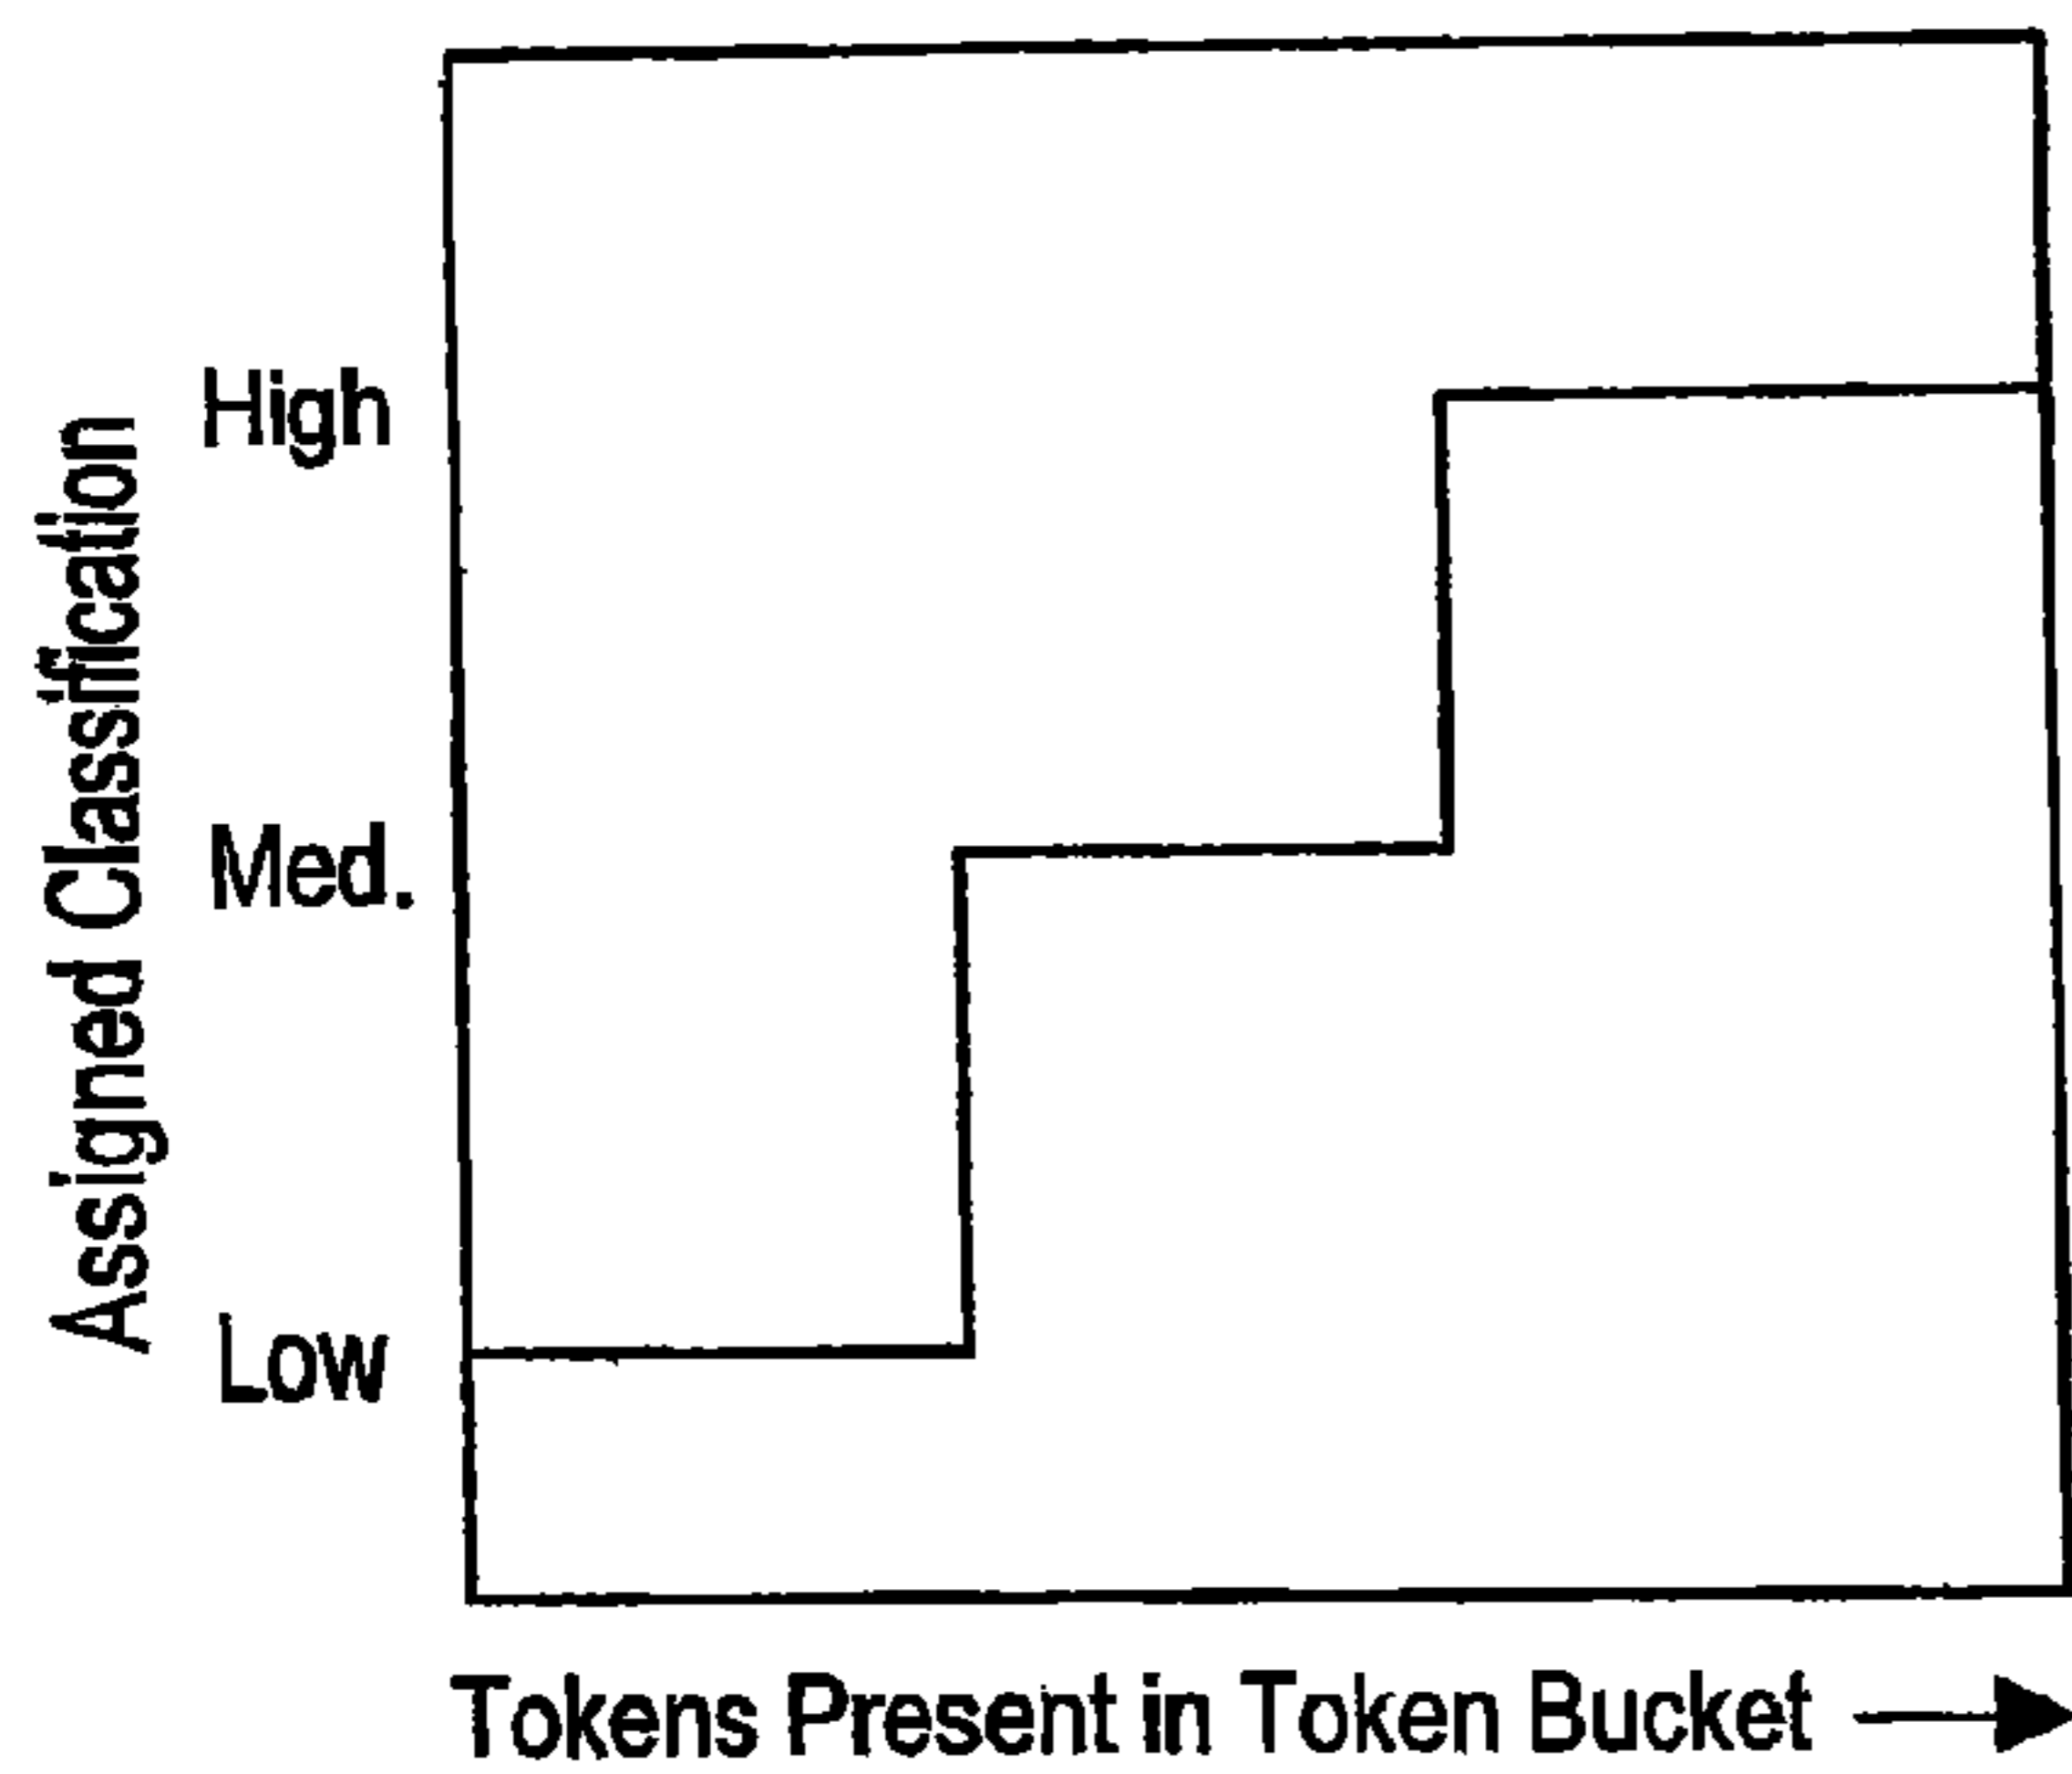 Assigned Classification
High
Med.
Low
Tokens Present in Token Bucket